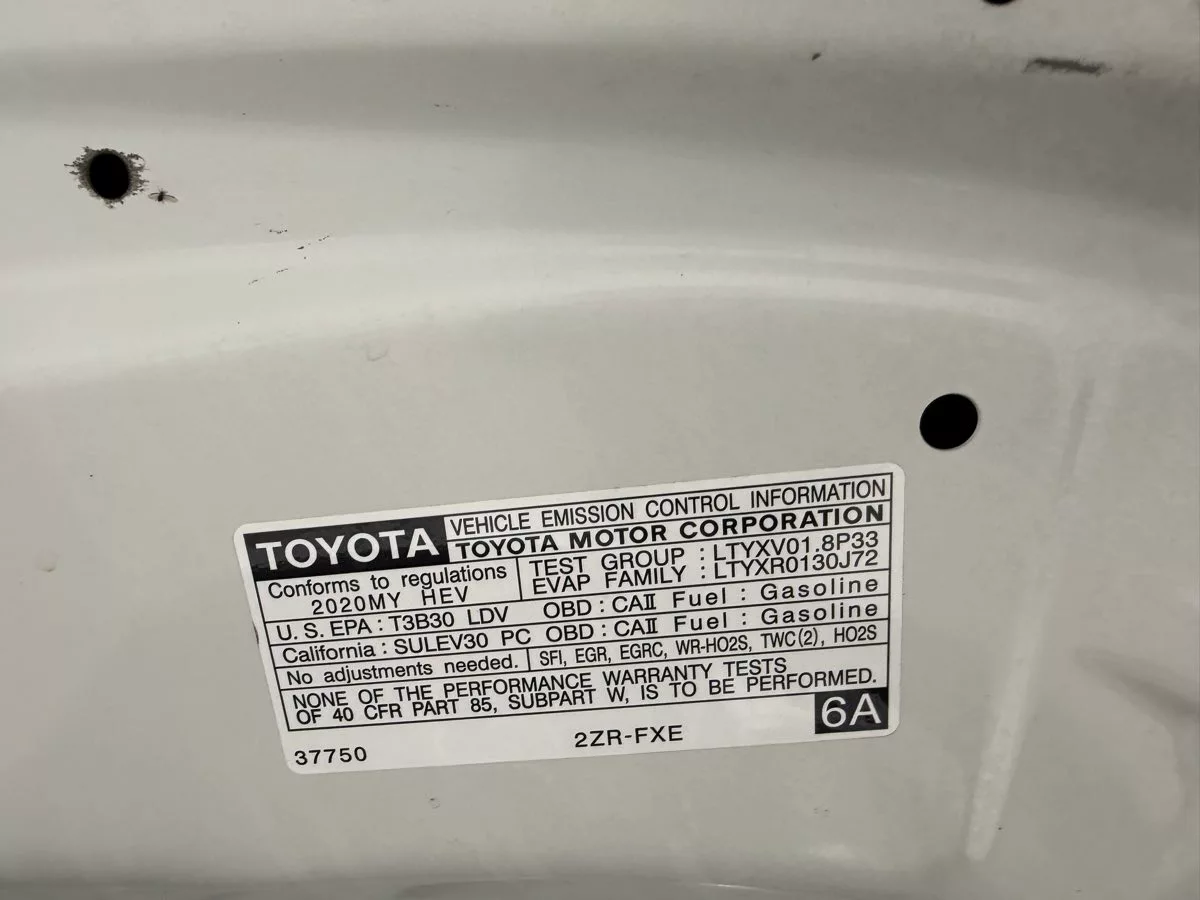 TOYOTA
VEHICLE EMISSION CONTROL INFORMATION
TOYOTA MOTOR CORPORATION
Conforms to regulations
2020MY HEV
TEST GROUP : LTYXV01.8P33
EVAP FAMILY : LTYXR0130J72
U.S. EPA : T3B30 LDV OBD : CAⅡ Fuel : Gasoline
California : SULEV30 PC OBD : CAⅡ Fuel : Gasoline
No adjustments needed. SFI, EGR, EGRC, WR-HO2S, TWC(2), HO2S
NONE OF THE PERFORMANCE WARRANTY TESTS
OF 40 CFR PART 85, SUBPART W, IS TO BE PERFORMED.
6A
37750 2ZR-FXE